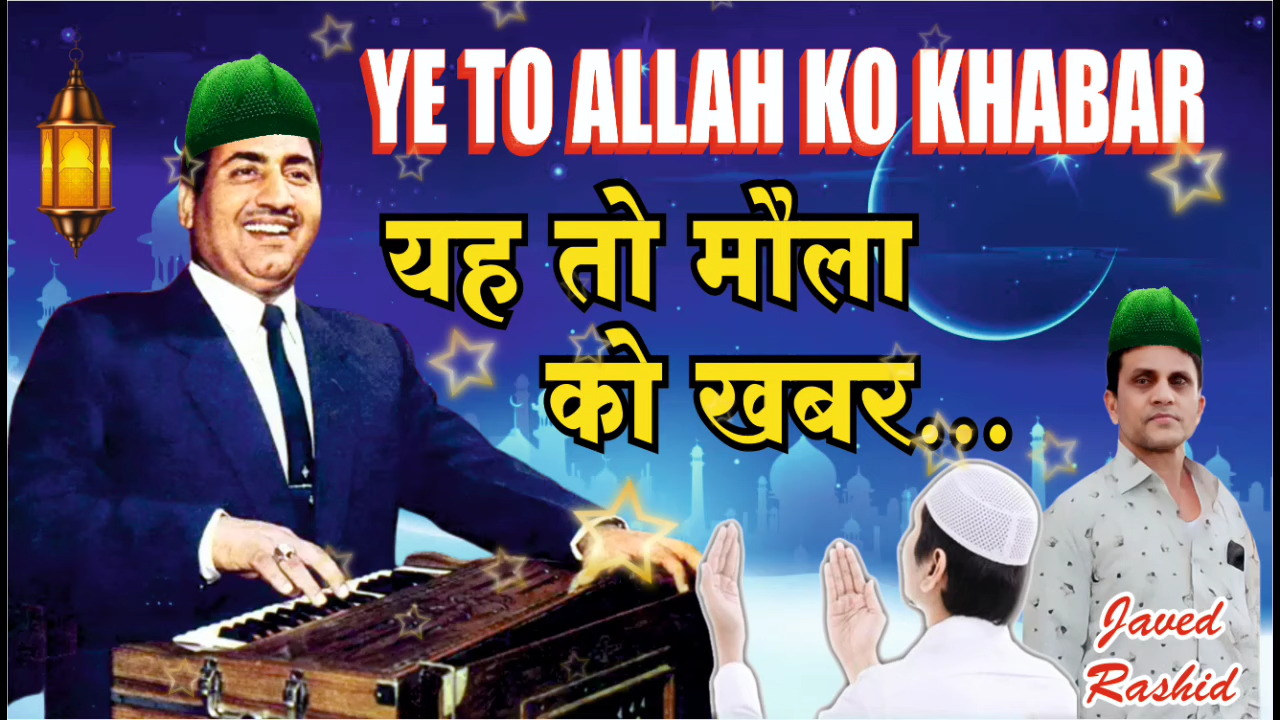 YE TO ALLAH KO KHABAR
यह तो मौला
को खबर...
Javed
Rashid